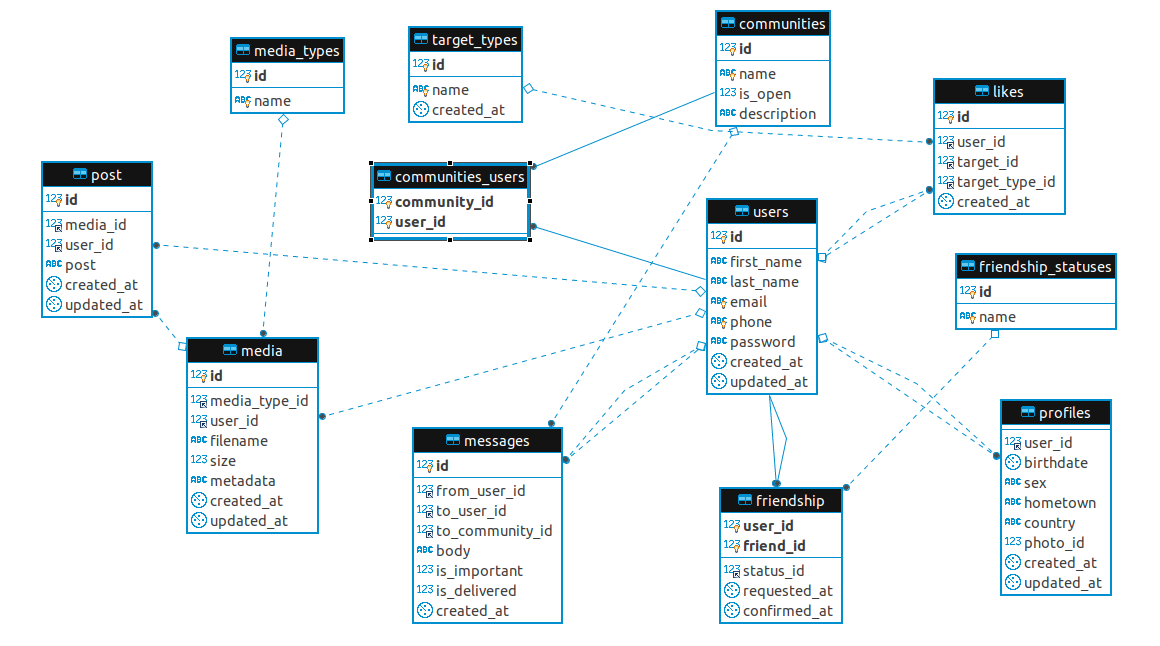 media_types
123 id
ABC name
target_types
123 id
ABC name
created_at
communities
123 id
ABC name
123 is_open
ABC description
likes
123 id
123 user_id
123 target_id
123 target_type_id
created_at
post
123 id
123 media_id
123 user_id
ABC post
created_at
updated_at
communities_users
123 community_id
123 user_id
users
123 id
ABC first_name
ABC last_name
ABC email
ABC phone
ABC password
created_at
updated_at
friendship_statuses
123 id
ABC name
media
123 id
123 media_type_id
123 user_id
ABC filename
123 size
ABC metadata
created_at
updated_at
messages
123 id
123 from_user_id
123 to_user_id
123 to_community_id
ABC body
123 is_important
123 is_delivered
created_at
friendship
123 user_id
123 friend_id
123 status_id
requested_at
confirmed_at
profiles
123 user_id
birthdate
ABC sex
ABC hometown
ABC country
123 photo_id
created_at
updated_at